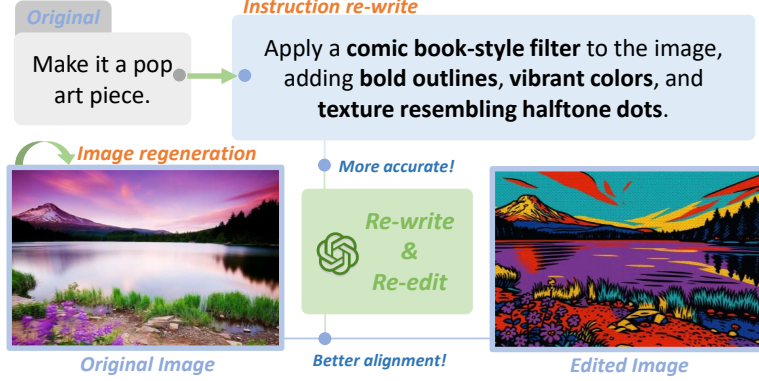 Original
Instruction re-write
Make it a pop
art piece.
Apply a comic book-style filter to the image,
adding bold outlines, vibrant colors, and
texture resembling halftone dots.
Image regeneration
More accurate!
Re-write
&
Re-edit
Original Image
Better alignment!
Edited Image